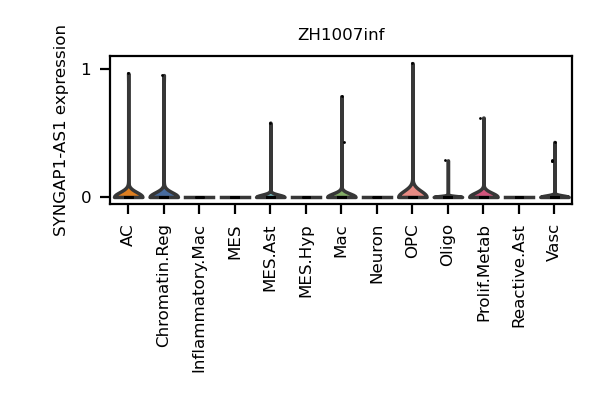 ZH1007inf
SYNGAP1-AS1 expression
1
0
AC
Chromatin.Reg
Inflammatory.Mac
MES
MES.Ast
MES.Hyp
Mac
Neuron
OPC
Oligo
Prolif.Metab
Reactive.Ast
Vasc